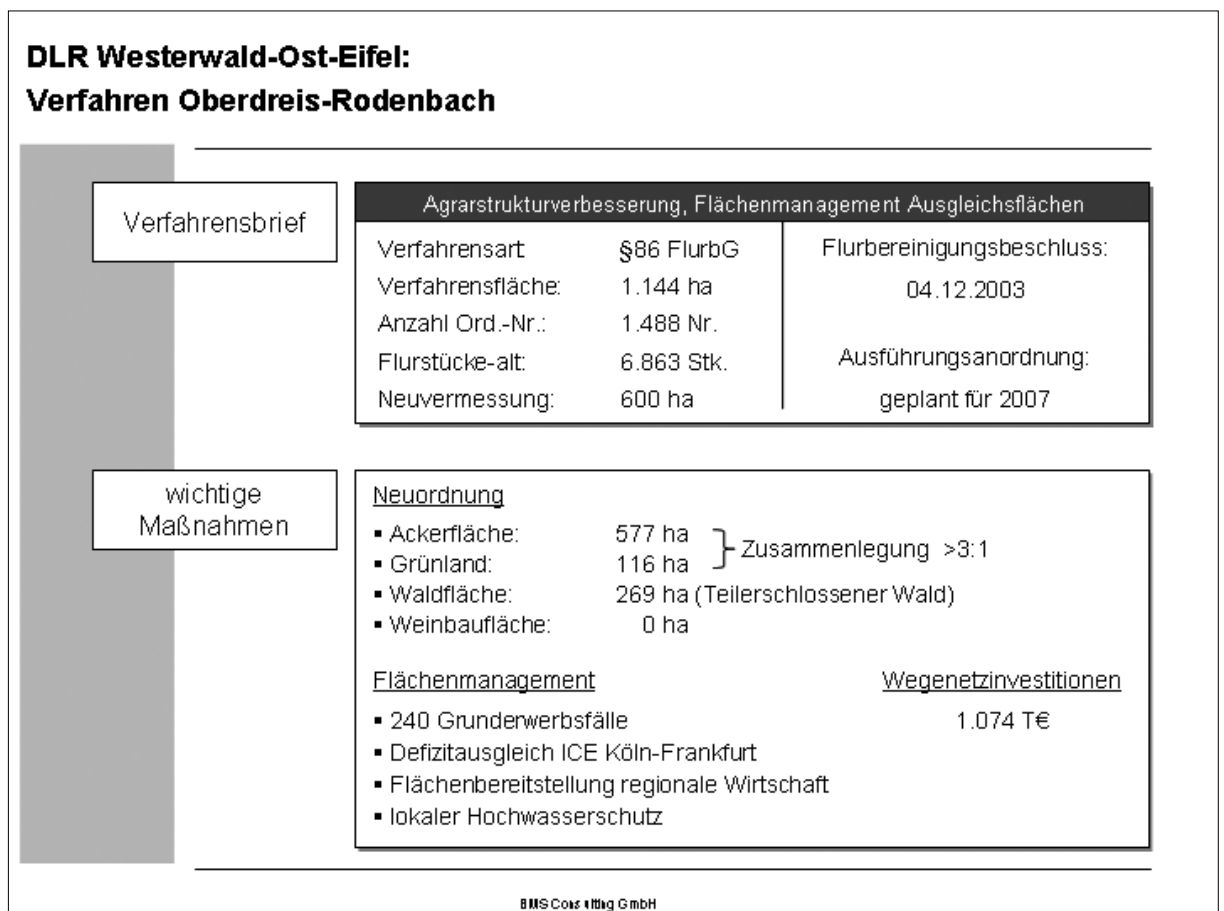 DLR Westerwald-Ost-Eifel:
Verfahren Oberdreis-Rodenbach
Verfahrensbrief
Agrarstrukturverbesserung, Flächenmanagement Ausgleichsflächen
Verfahrensart §86 FlurbG
Verfahrensfläche: 1.144 ha
Anzahl Ord.-Nr.: 1.488 Nr.
Flurstücke-alt: 6.863 Stk.
Neuvermessung: 600 ha
Flurbereinigungsbeschluss:
04.12.2003
Ausführungsanordnung:
geplant für 2007
wichtige
Maßnahmen
Neuordnung
▪ Ackerfläche: 577 ha
▪ Grünland: 116 ha
Zusammenlegung >3:1
▪ Waldfläche: 269 ha (Teilerschlossener Wald)
▪ Weinbaufläche: 0 ha
Flächenmanagement
▪ 240 Grunderwerbsfälle
▪ Defizitausgleich ICE Köln-Frankfurt
▪ Flächenbereitstellung regionale Wirtschaft
▪ lokaler Hochwasserschutz
Wegenetzinvestitionen
1.074 T€
BMS Consulting GmbH